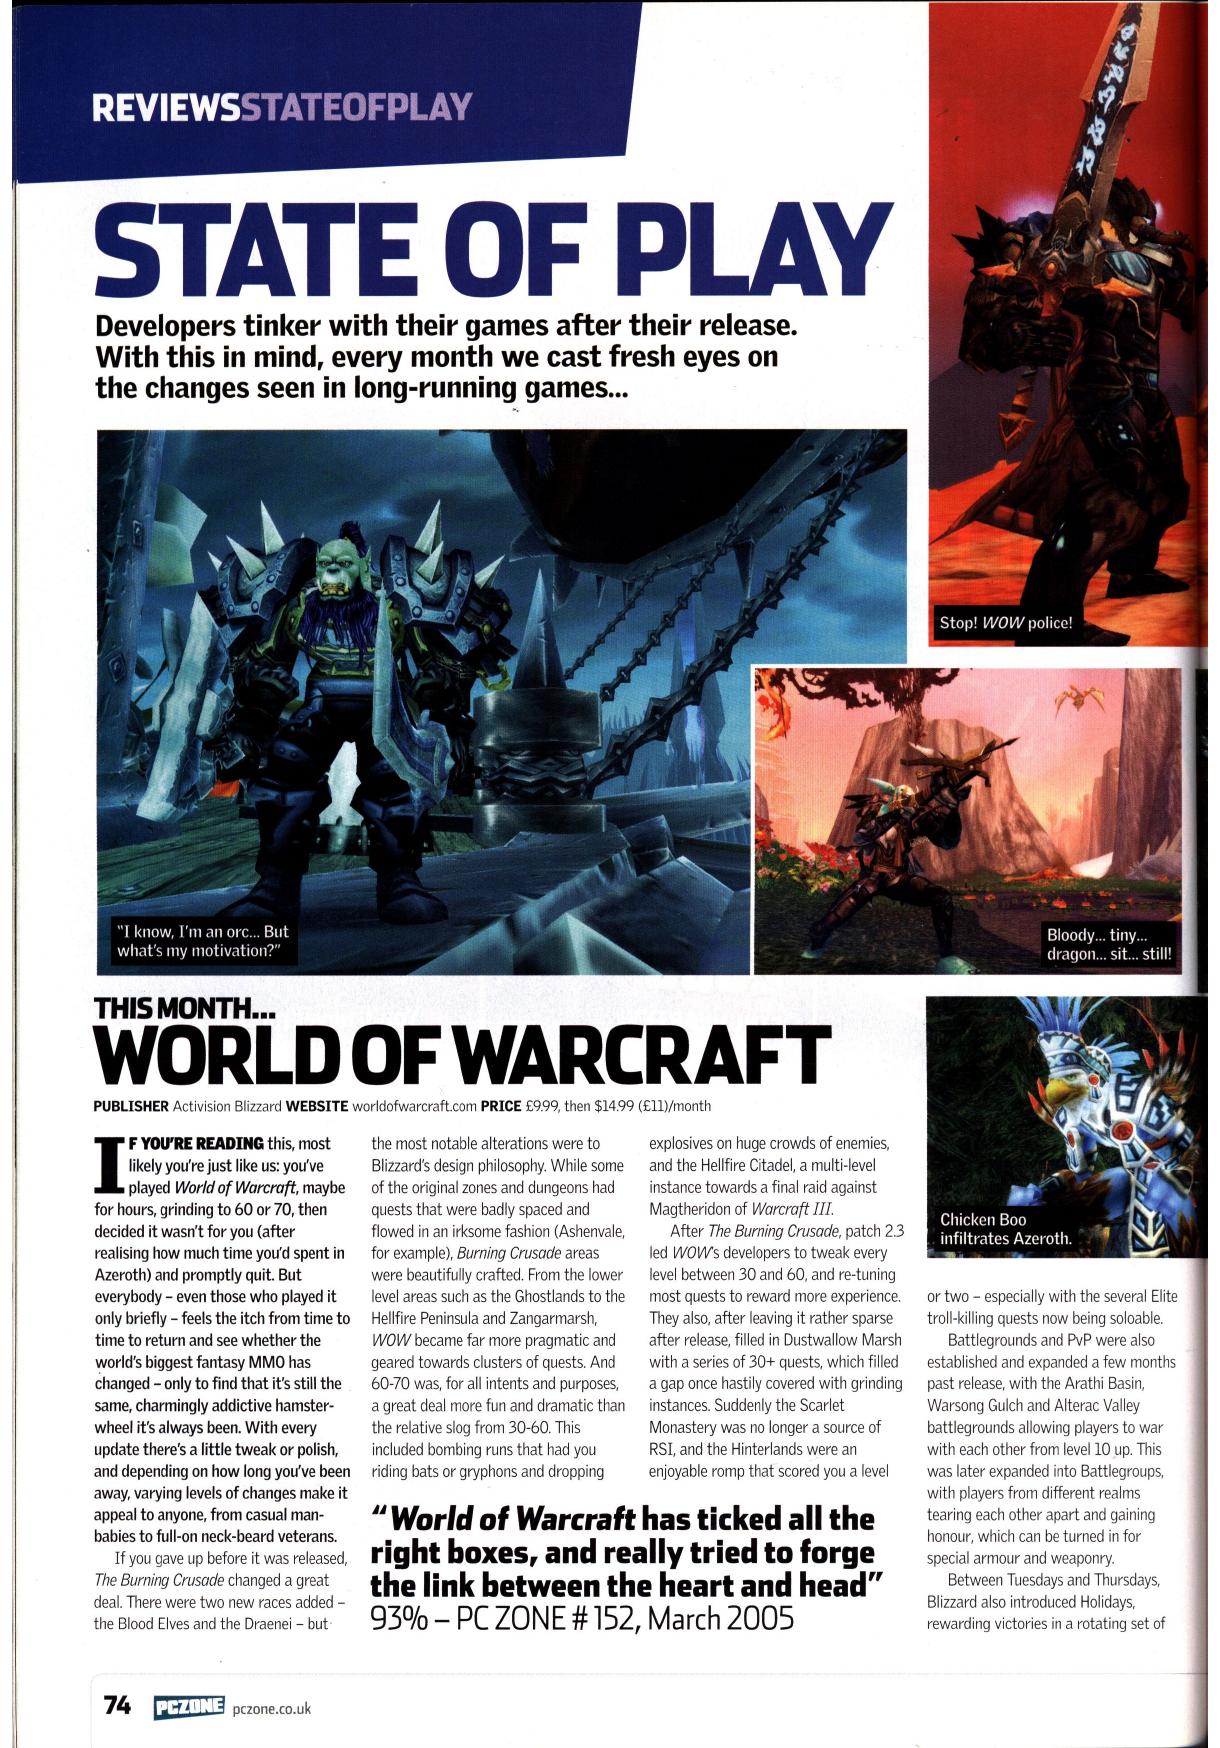 REVIEWSSTATEOFPLAY
STATE OF PLAY
Developers tinker with their games after their release.
With this in mind, every month we cast fresh eyes on
the changes seen in long-running games...
Stop! WOW police!
"I know, I'm an orc... But
what's my motivation?"
Bloody... tiny...
dragon... sit... still!
THIS MONTH...
WORLD OF WARCRAFT
PUBLISHER Activision Blizzard WEBSITE worldofwarcraft.com PRICE £9.99, then $14.99 (£11)/month
IF YOU'RE READING this, most
likely you're just like us: you've
played World of Warcraft, maybe
for hours, grinding to 60 or 70, then
decided it wasn't for you (after
realising how much time you'd spent in
Azeroth) and promptly quit. But
everybody – even those who played it
only briefly – feels the itch from time to
time to return and see whether the
world's biggest fantasy MMO has
changed – only to find that it's still the
same, charmingly addictive hamster-
wheel it's always been. With every
update there's a little tweak or polish,
and depending on how long you've been
away, varying levels of changes make it
appeal to anyone, from casual man-
babies to full-on neck-beard veterans.
If you gave up before it was released,
The Burning Crusade changed a great
deal. There were two new races added –
the Blood Elves and the Draenei – but
the most notable alterations were to
Blizzard's design philosophy. While some
of the original zones and dungeons had
quests that were badly spaced and
flowed in an irksome fashion (Ashenvale,
for example), Burning Crusade areas
were beautifully crafted. From the lower
level areas such as the Ghostlands to the
Hellfire Peninsula and Zangarmarsh,
WOW became far more pragmatic and
geared towards clusters of quests. And
60-70 was, for all intents and purposes,
a great deal more fun and dramatic than
the relative slog from 30-60. This
included bombing runs that had you
riding bats or gryphons and dropping
explosives on huge crowds of enemies,
and the Hellfire Citadel, a multi-level
instance towards a final raid against
Magtheridon of Warcraft III.
After The Burning Crusade, patch 2.3
led WOW's developers to tweak every
level between 30 and 60, and re-tuning
most quests to reward more experience.
They also, after leaving it rather sparse
after release, filled in Dustwallow Marsh
with a series of 30+ quests, which filled
a gap once hastily covered with grinding
instances. Suddenly the Scarlet
Monastery was no longer a source of
RSI, and the Hinterlands were an
enjoyable romp that scored you a level
"World of Warcraft has ticked all the
right boxes, and really tried to forge
the link between the heart and head"
93% – PC ZONE # 152, March 2005
Chicken Boo
infiltrates Azeroth.
or two – especially with the several Elite
troll-killing quests now being soloable.
Battlegrounds and PvP were also
established and expanded a few months
past release, with the Arathi Basin,
Warsong Gulch and Alterac Valley
battlegrounds allowing players to war
with each other from level 10 up. This
was later expanded into Battlegroups,
with players from different realms
tearing each other apart and gaining
honour, which can be turned in for
special armour and weaponry.
Between Tuesdays and Thursdays,
Blizzard also introduced Holidays,
rewarding victories in a rotating set of
74 PCZONE pczone.co.uk